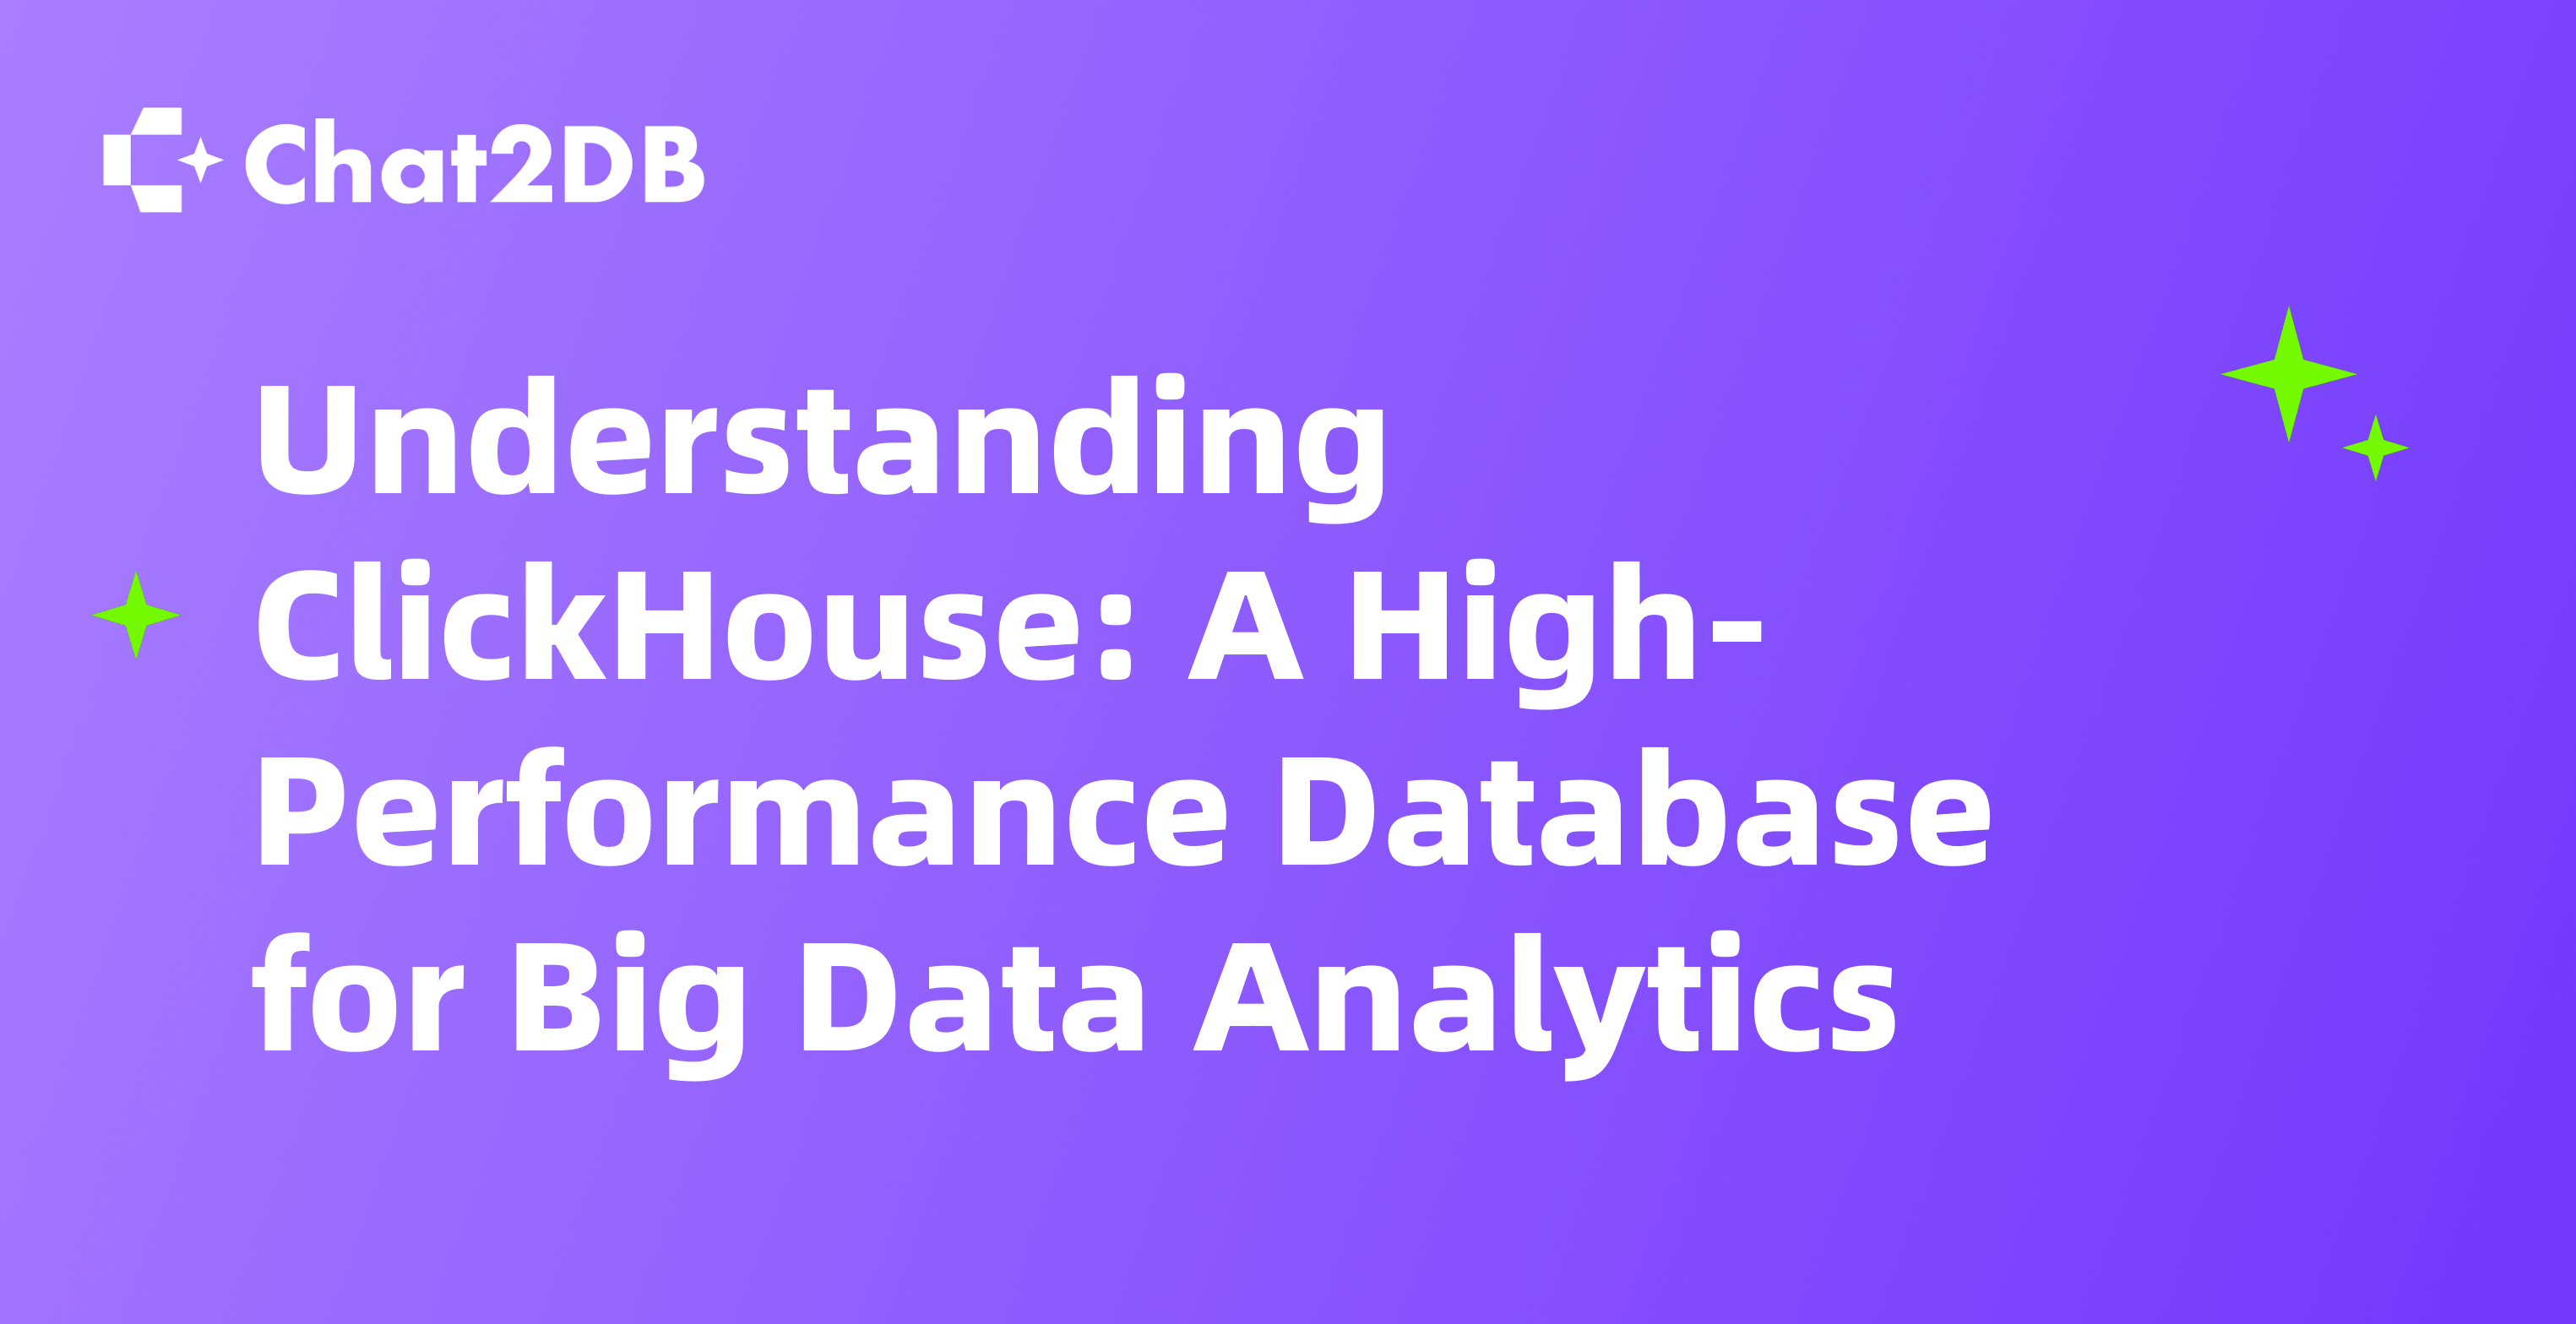 Chat2DB
Understanding
ClickHouse: A High-
Performance Database
for Big Data Analytics